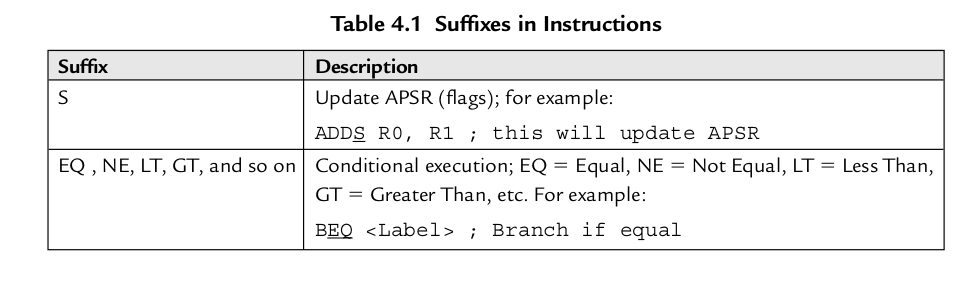 Table 4.1 Suffixes in Instructions
Suffix Description
S Update APSR (flags); for example:
ADDS R0, R1 ; this will update APSR
EQ , NE, LT, GT, and so on Conditional execution; EQ = Equal, NE = Not Equal, LT = Less Than,
GT = Greater Than, etc. For example:
BEQ <Label> ; Branch if equal